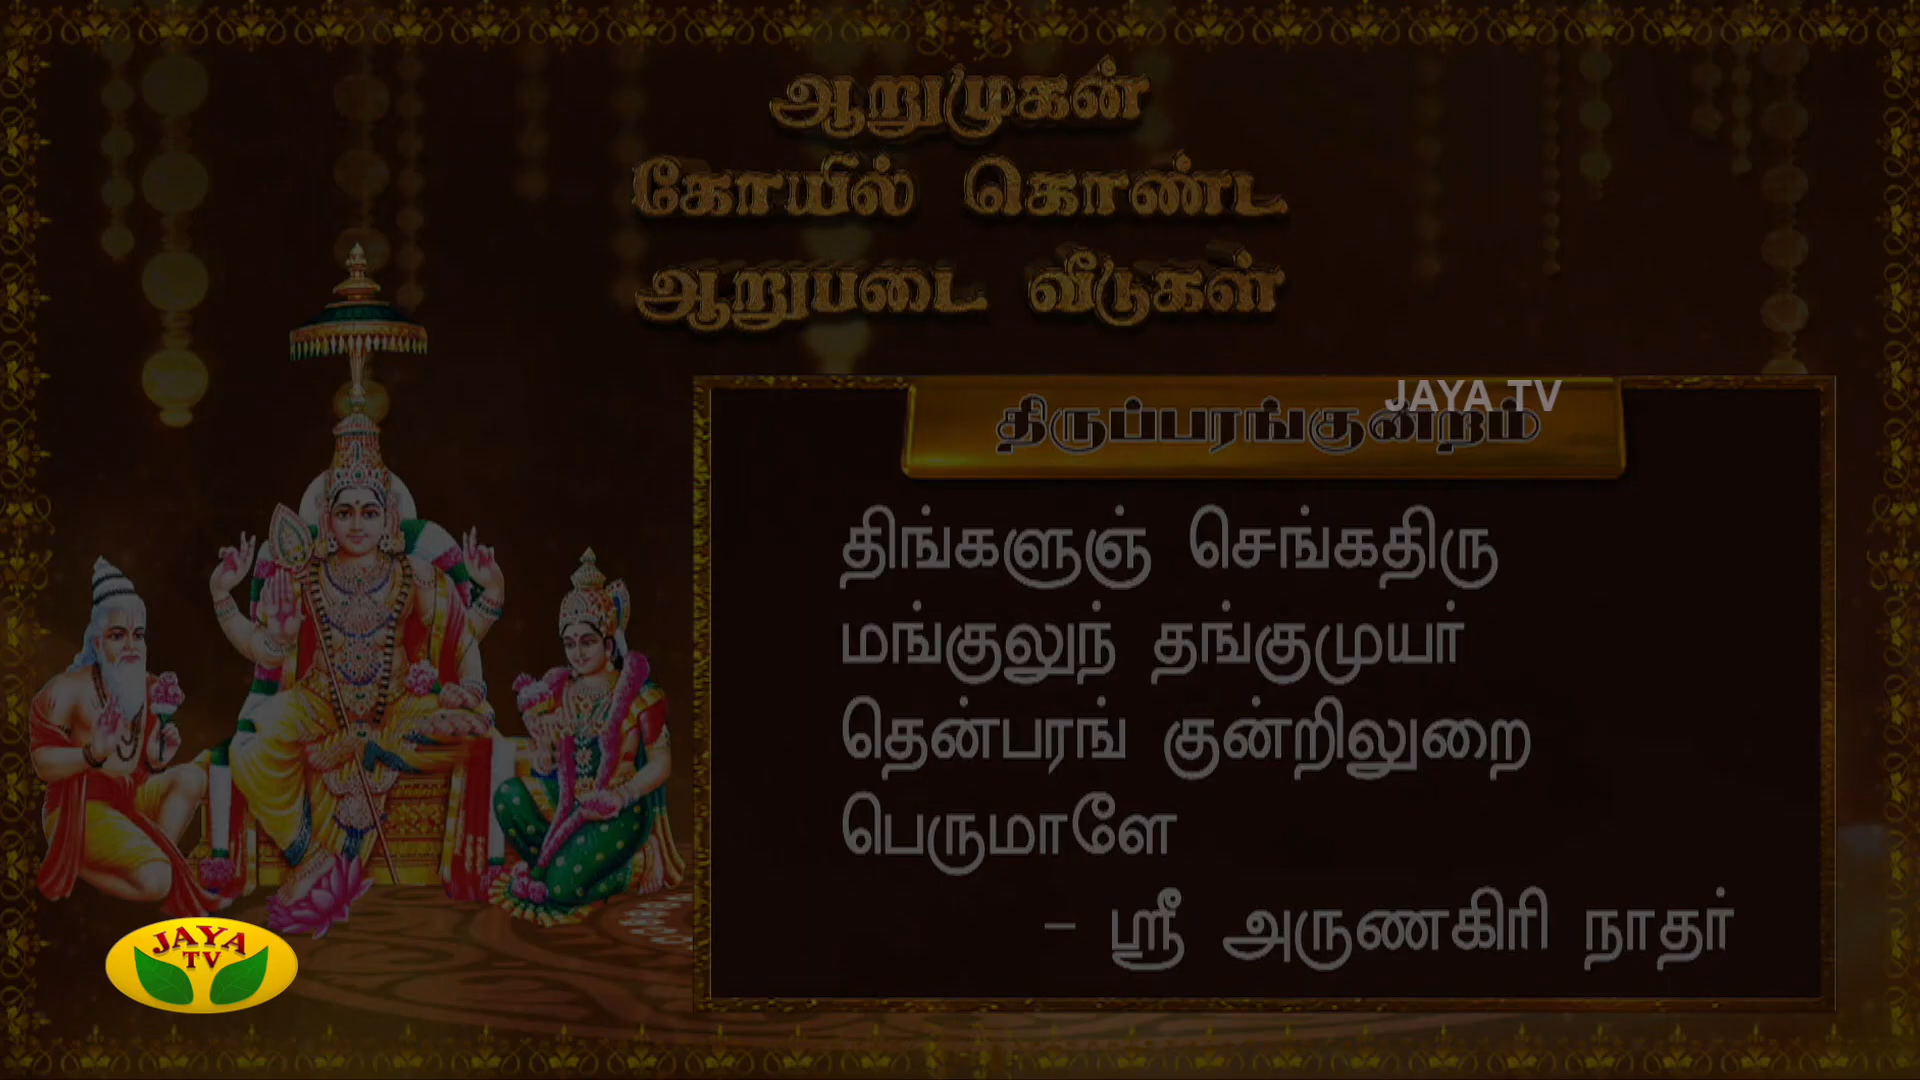 ஆறுமுகன்
கோயில் கொண்ட
ஆறுபடை வீடுகள்
JAYA TV
திருப்பரங்குன்றம்
திங்களுஞ் செங்கதிரு
மங்குலுந் தங்குமுயர்
தென்பரங் குன்றிலுறை
பெருமாளே
– ஸ்ரீ அருணகிரி நாதர்
JAYA
TV